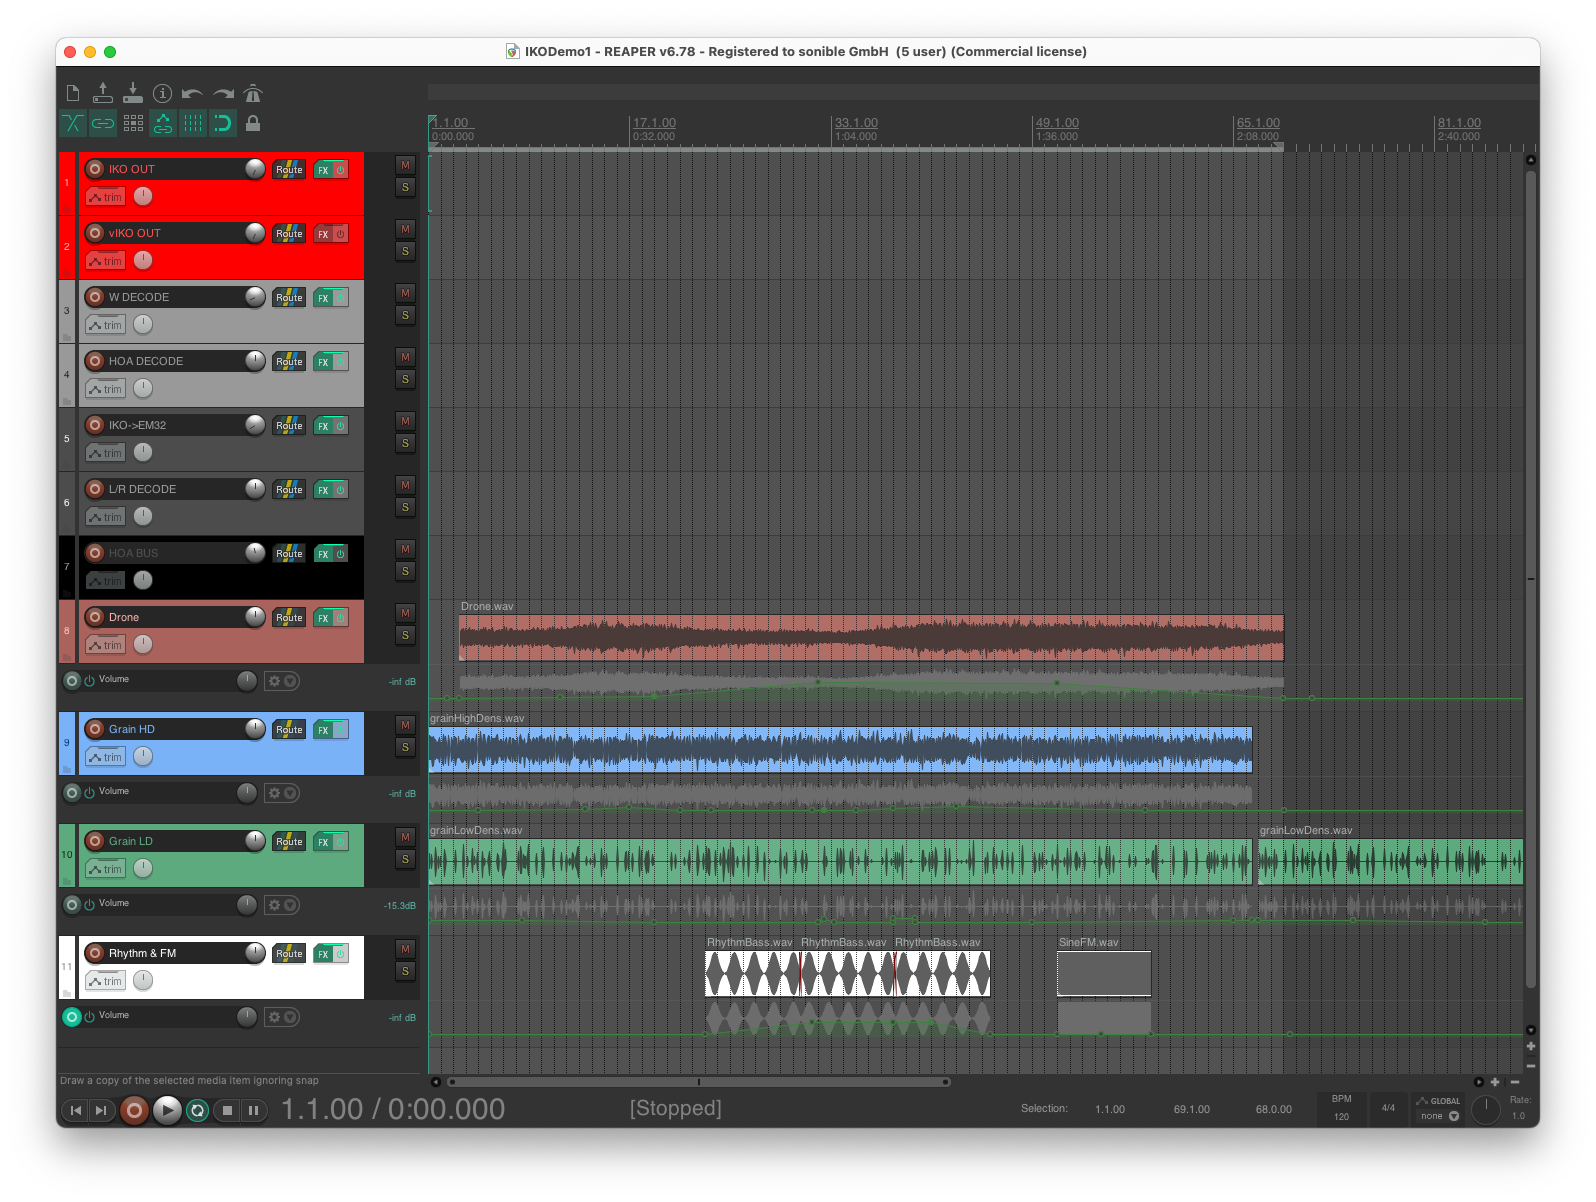 IKODemo1 - REAPER v6.78 - Registered to sonible GmbH  (5 user) (Commercial license)
1.1.00 17.1.00 33.1.00 49.1.00 65.1.00 81.1.00
0:00.000 0:32.000 1:04.000 1:36.000 2:08.000 2:40.000
1 IKO OUT Route FX M
trim S
2 vIKO OUT Route FX M
trim S
3 W DECODE Route FX M
trim S
4 HOA DECODE Route FX M
trim S
5 IKO->EM32 Route FX M
trim S
6 L/R DECODE Route FX M
trim S
7 HOA BUS Route FX M
trim S
Drone.wav
8 Drone Route FX M
trim S
Volume -inf dB
grainHighDens.wav
9 Grain HD Route FX M
trim S
Volume -inf dB
grainLowDens.wav grainLowDens.wav
10 Grain LD Route FX M
trim S
Volume -15.3dB
RhythmBass.wav RhythmBass.wav RhythmBass.wav SineFM.wav
11 Rhythm & FM Route FX M
trim S
Volume -inf dB
Draw a copy of the selected media item ignoring snap
1.1.00 / 0:00.000 [Stopped] Selection: 1.1.00 69.1.00 68.0.00
BPM 120 4/4 GLOBAL none Rate: 1.0